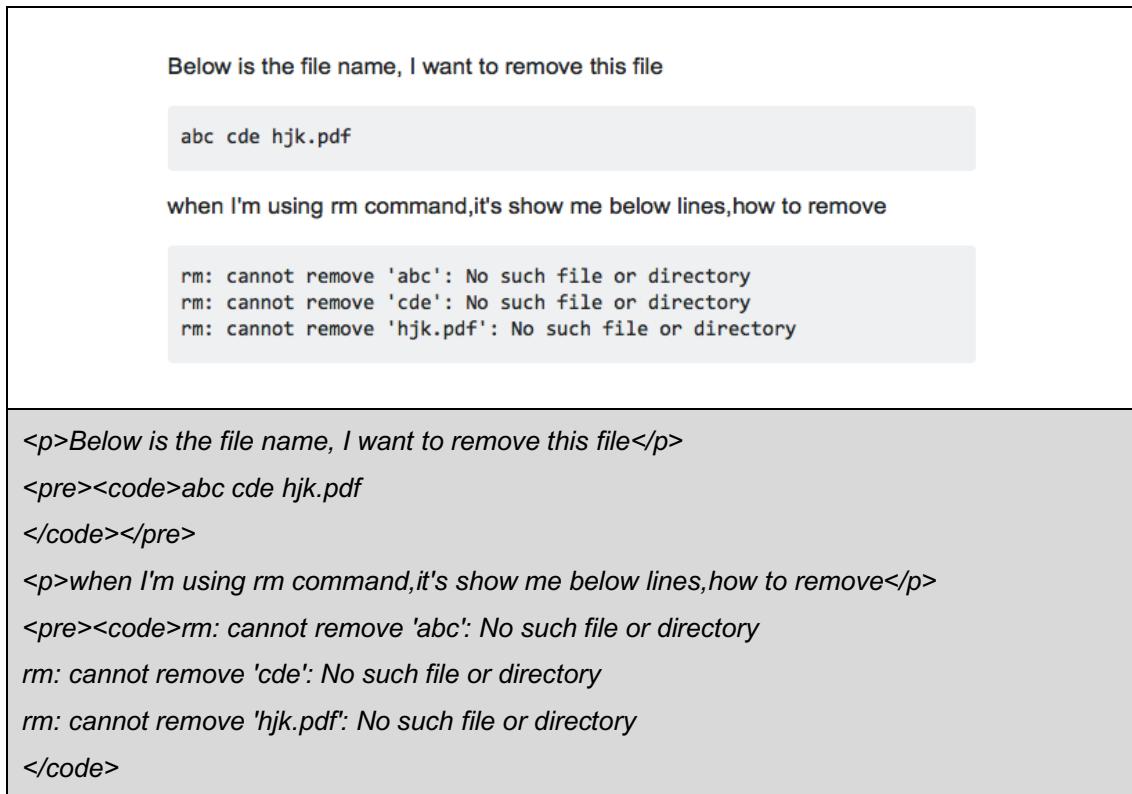 Below is the file name, I want to remove this file
abc cde hjk.pdf
when I'm using rm command,it's show me below lines,how to remove
rm: cannot remove 'abc': No such file or directory
rm: cannot remove 'cde': No such file or directory
rm: cannot remove 'hjk.pdf': No such file or directory
<p>Below is the file name, I want to remove this file</p>
<pre><code>abc cde hjk.pdf
</code></pre>
<p>when I'm using rm command,it's show me below lines,how to remove</p>
<pre><code>rm: cannot remove 'abc': No such file or directory
rm: cannot remove 'cde': No such file or directory
rm: cannot remove 'hjk.pdf': No such file or directory
</code>